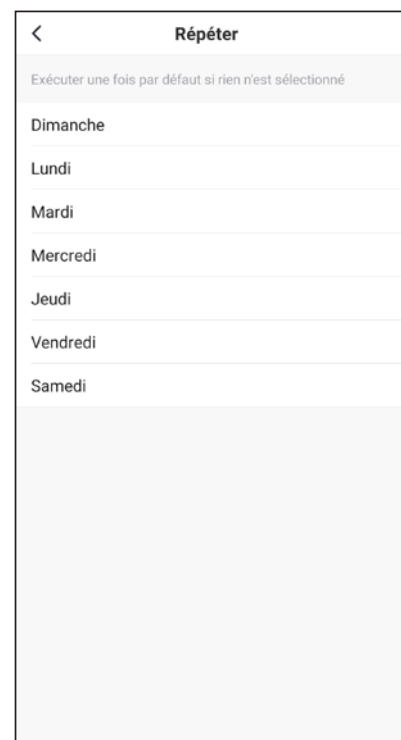 Répéter
Exécuter une fois par défaut si rien n'est sélectionné
Dimanche
Lundi
Mardi
Mercredi
Jeudi
Vendredi
Samedi